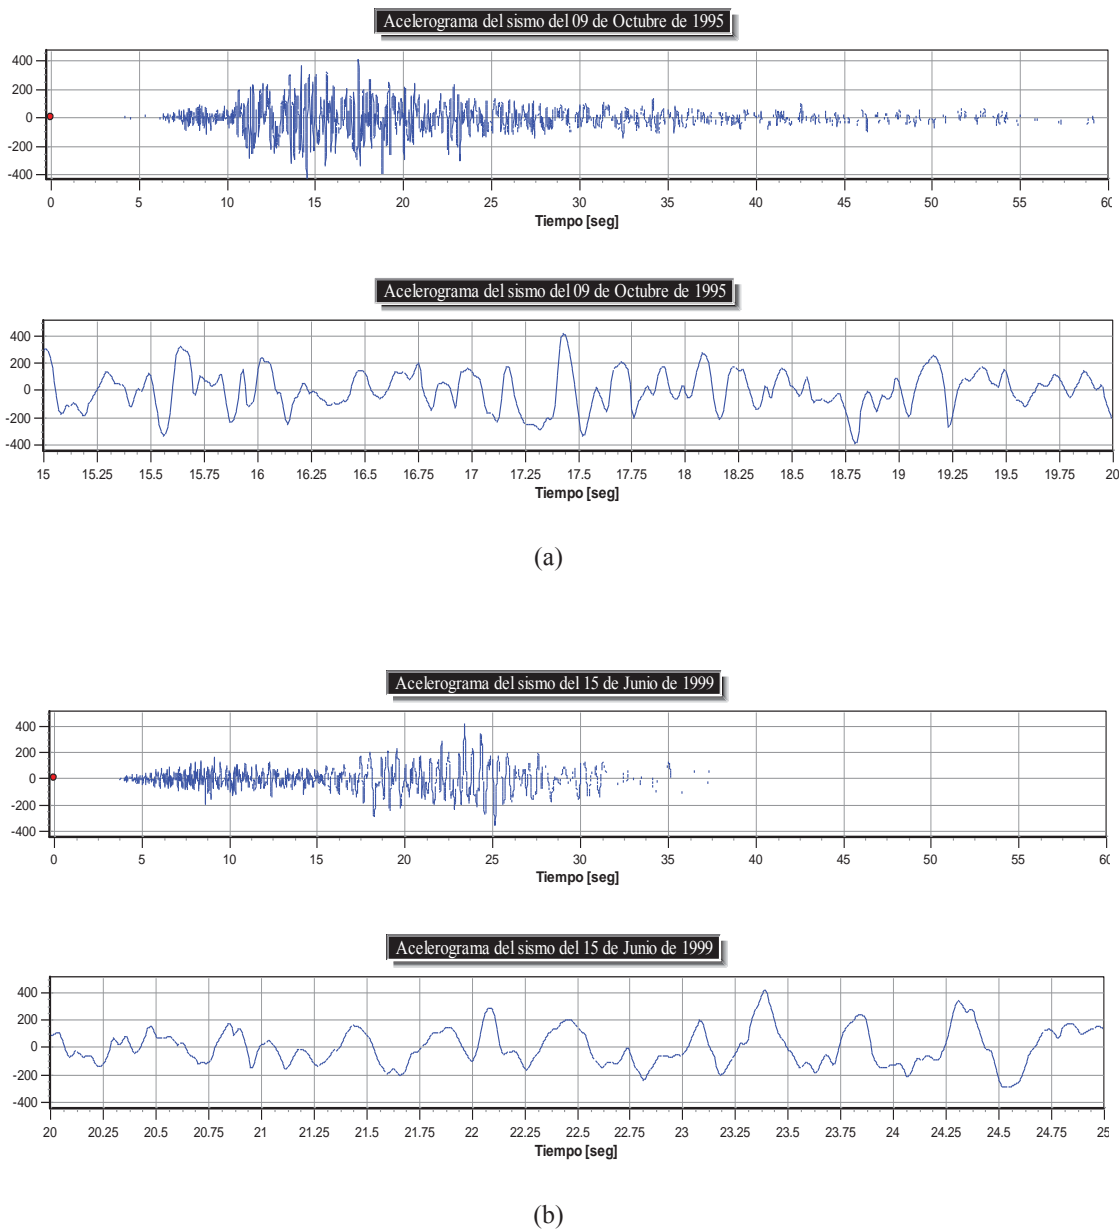 Acelerograma del sismo del 09 de Octubre de 1995
400
200
0
-200
-400
0 5 10 15 20 25 30 35 40 45 50 55 60
Tiempo [seg]
Acelerograma del sismo del 09 de Octubre de 1995
400
200
0
-200
-400
15 15.25 15.5 15.75 16 16.25 16.5 16.75 17 17.25 17.5 17.75 18 18.25 18.5 18.75 19 19.25 19.5 19.75 20
Tiempo [seg]
(a)
Acelerograma del sismo del 15 de Junio de 1999
400
200
0
-200
-400
0 5 10 15 20 25 30 35 40 45 50 55 60
Tiempo [seg]
Acelerograma del sismo del 15 de Junio de 1999
400
200
0
-200
-400
20 20.25 20.5 20.75 21 21.25 21.5 21.75 22 22.25 22.5 22.75 23 23.25 23.5 23.75 24 24.25 24.5 24.75 25
Tiempo [seg]
(b)